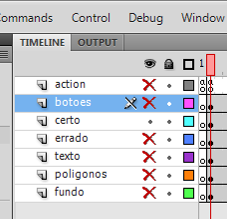 Commands Control Debug Window
TIMELINE OUTPUT
1
action
botoes
certo
errado
texto
poligonos
fundo